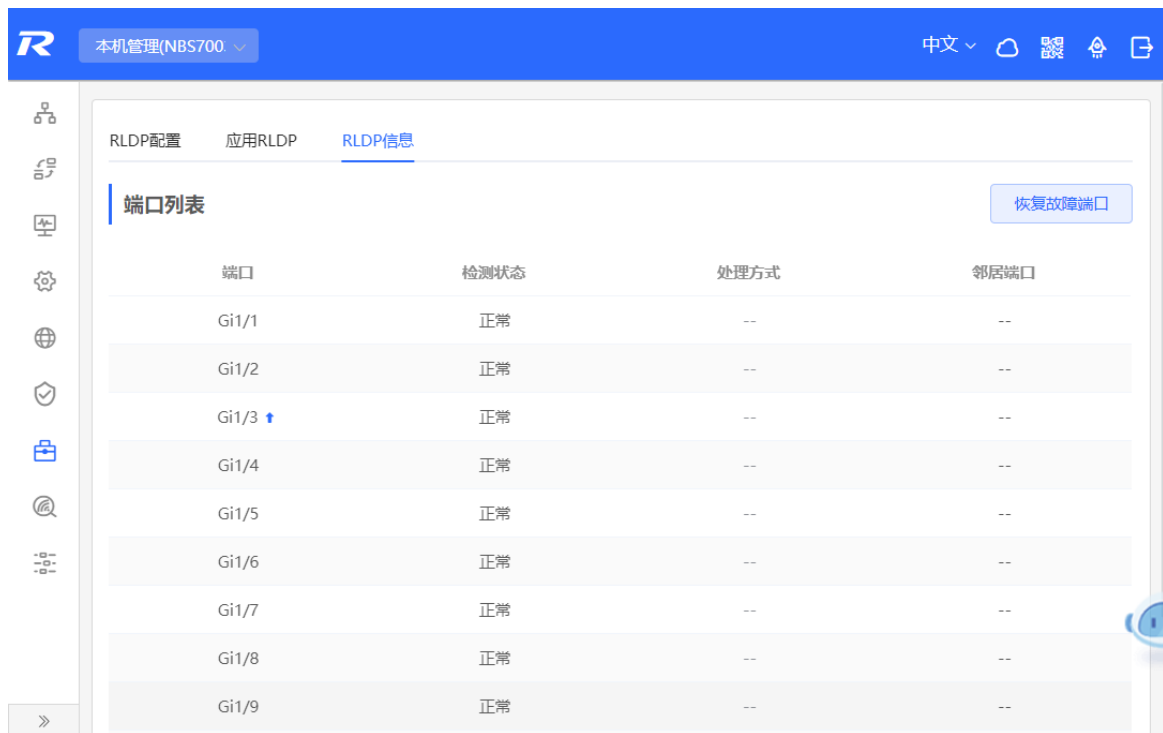 本机管理(NBS700
中文
RLDP配置 应用RLDP RLDP信息
端口列表 恢复故障端口
端口 检测状态 处理方式 邻居端口
Gi1/1 正常 -- --
Gi1/2 正常 -- --
Gi1/3 正常 -- --
Gi1/4 正常 -- --
Gi1/5 正常 -- --
Gi1/6 正常 -- --
Gi1/7 正常 -- --
Gi1/8 正常 -- --
Gi1/9 正常 -- --